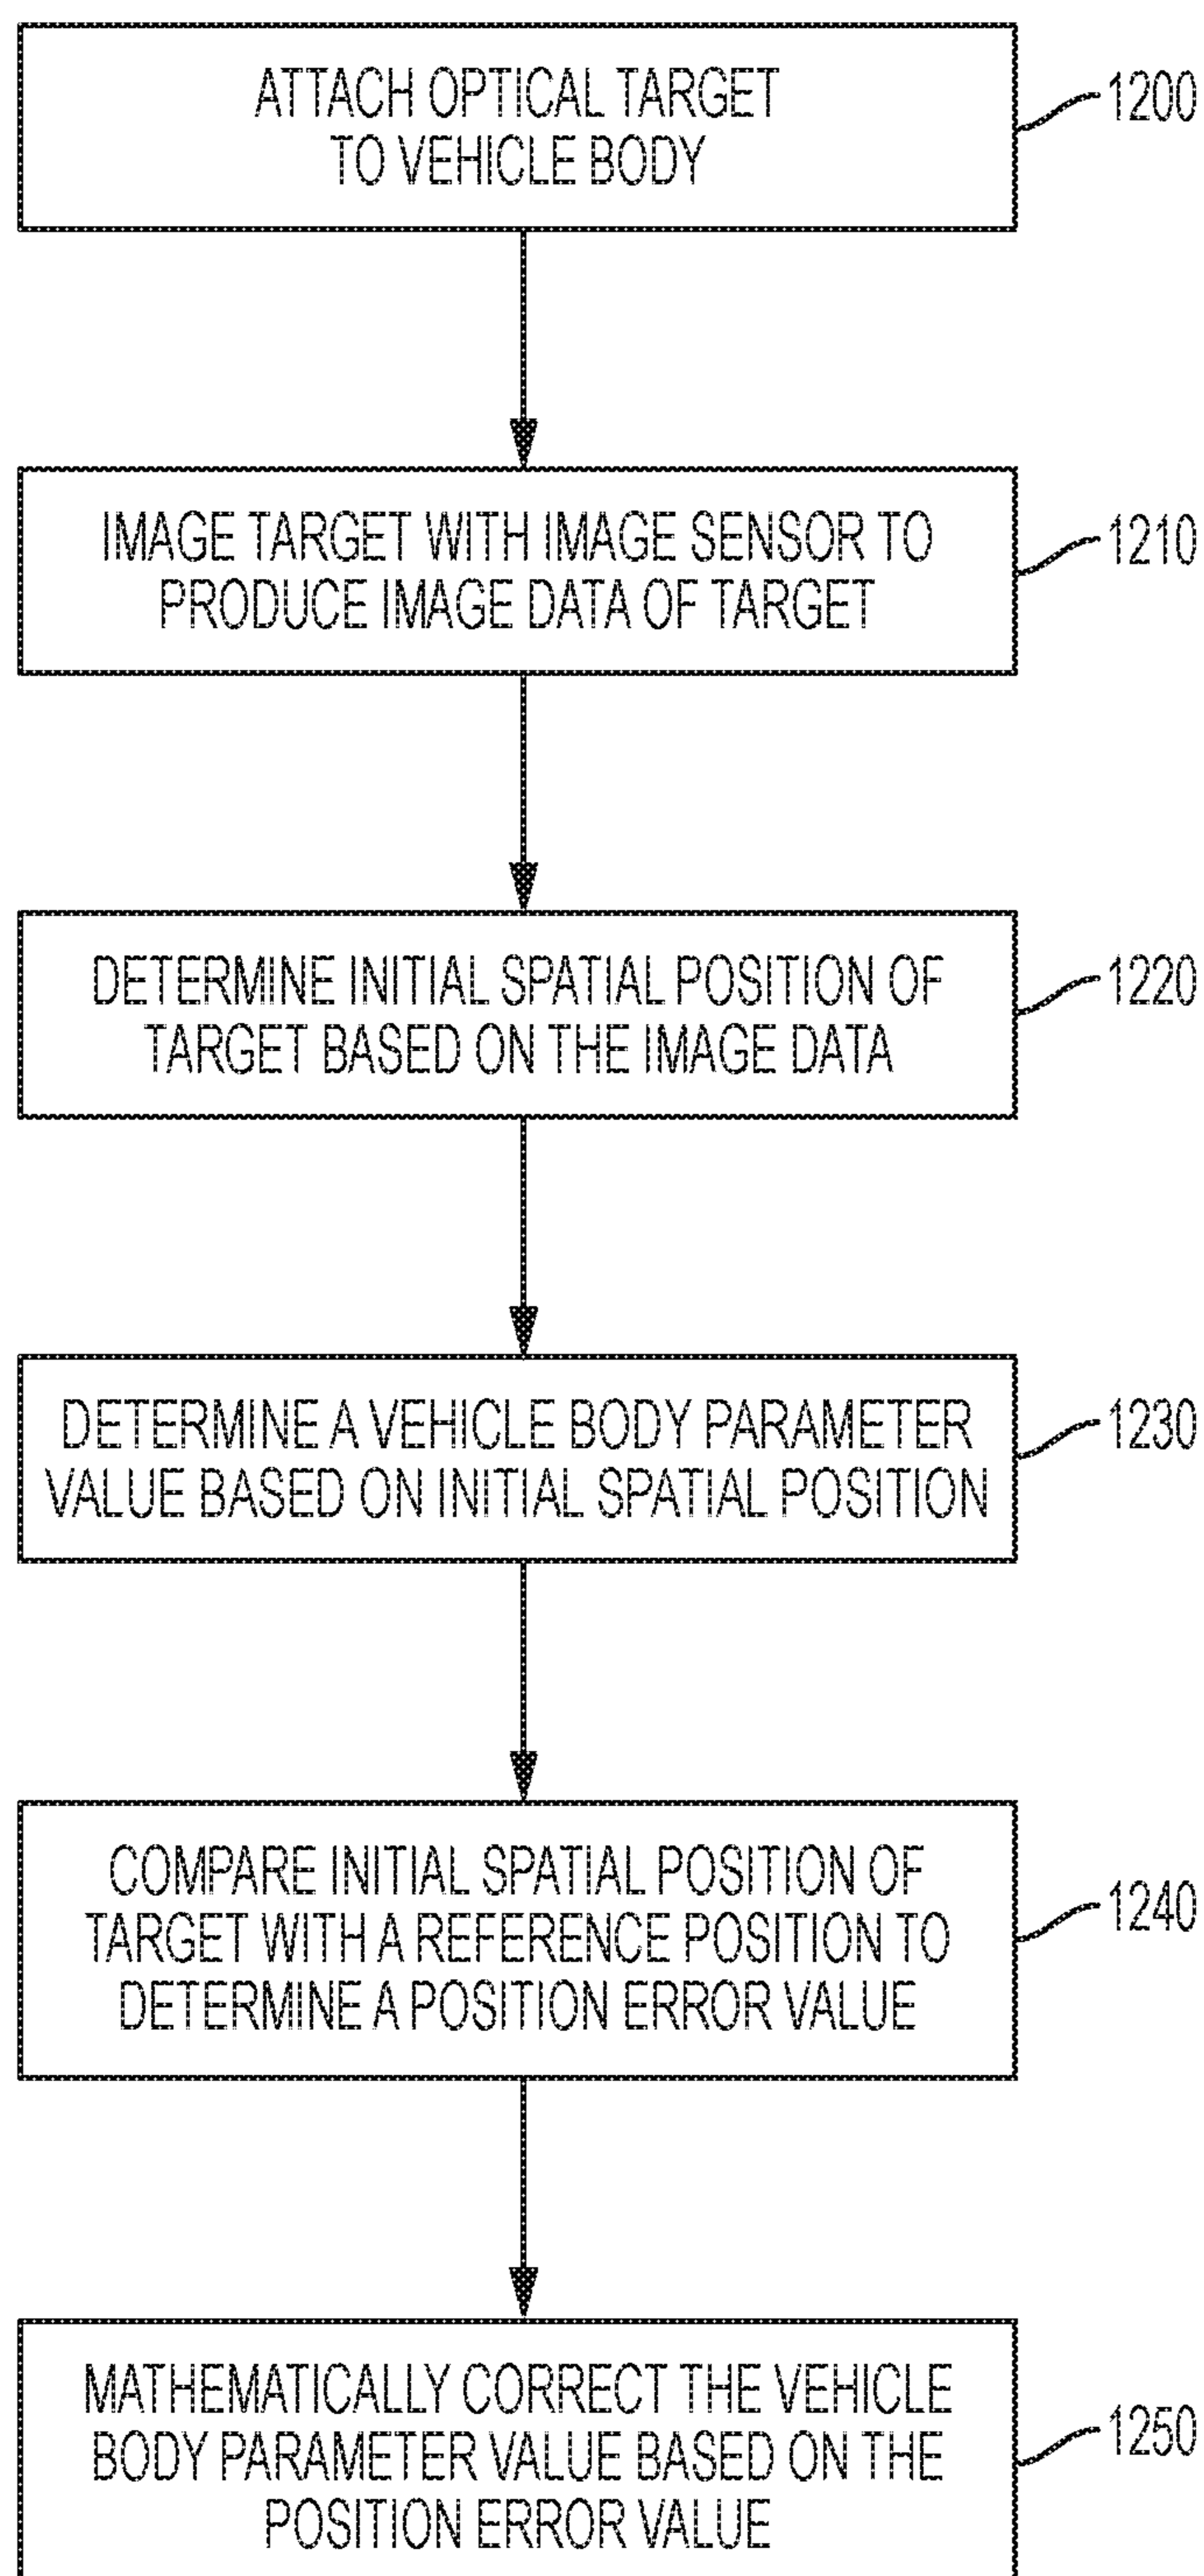 ATTACH OPTICAL TARGET
TO VEHICLE BODY
1200
IMAGE TARGET WITH IMAGE SENSOR TO
PRODUCE IMAGE DATA OF TARGET
1210
DETERMINE INITIAL SPATIAL POSITION OF
TARGET BASED ON THE IMAGE DATA
1220
DETERMINE A VEHICLE BODY PARAMETER
VALUE BASED ON INITIAL SPATIAL POSITION
1230
COMPARE INITIAL SPATIAL POSITION OF
TARGET WITH A REFERENCE POSITION TO
DETERMINE A POSITION ERROR VALUE
1240
MATHEMATICALLY CORRECT THE VEHICLE
BODY PARAMETER VALUE BASED ON THE
POSITION ERROR VALUE
1250